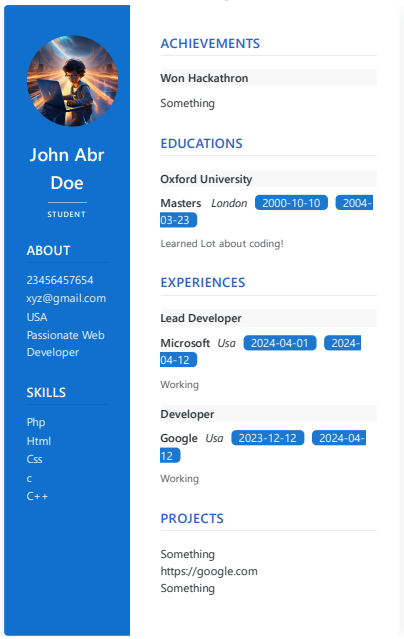 John Abr
Doe
STUDENT
ABOUT
23456457654
xyz@gmail.com
USA
Passionate Web
Developer
SKILLS
Php
Html
Css
c
C++
ACHIEVEMENTS
Won Hackathron
Something
EDUCATIONS
Oxford University
Masters London 2000-10-10 2004-
03-23
Learned Lot about coding!
EXPERIENCES
Lead Developer
Microsoft Usa 2024-04-01 2024-
04-12
Working
Developer
Google Usa 2023-12-12 2024-04-
12
Working
PROJECTS
Something
https://google.com
Something